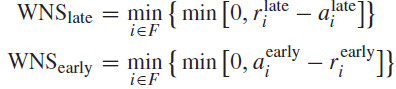 WNS_late = min_{i∈F} { min [0, r_i^late − a_i^late]}
WNS_early = min_{i∈F} { min [0, a_i^early − r_i^early]}